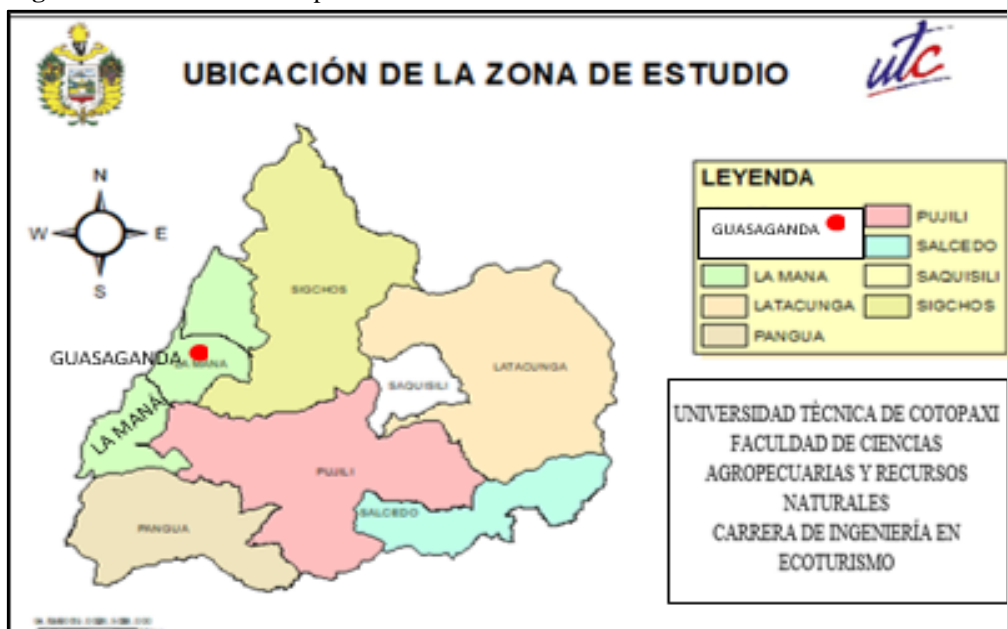 UBICACIÓN DE LA ZONA DE ESTUDIO
utc
N
W E
S
SIGCHOS
GUASAGANDA
LA MANA
LA MANÁ
LATACUNGA
SAQUISILI
PUJILI
SALCEDO
PANGUA
LEYENDA
GUASAGANDA
LA MANA
LATACUNGA
PANGUA
PUJILI
SALCEDO
SAQUISILI
SIGCHOS
UNIVERSIDAD TÉCNICA DE COTOPAXI
FACULTAD DE CIENCIAS
AGROPECUARIAS Y RECURSOS
NATURALES
CARRERA DE INGENIERÍA EN
ECOTURISMO